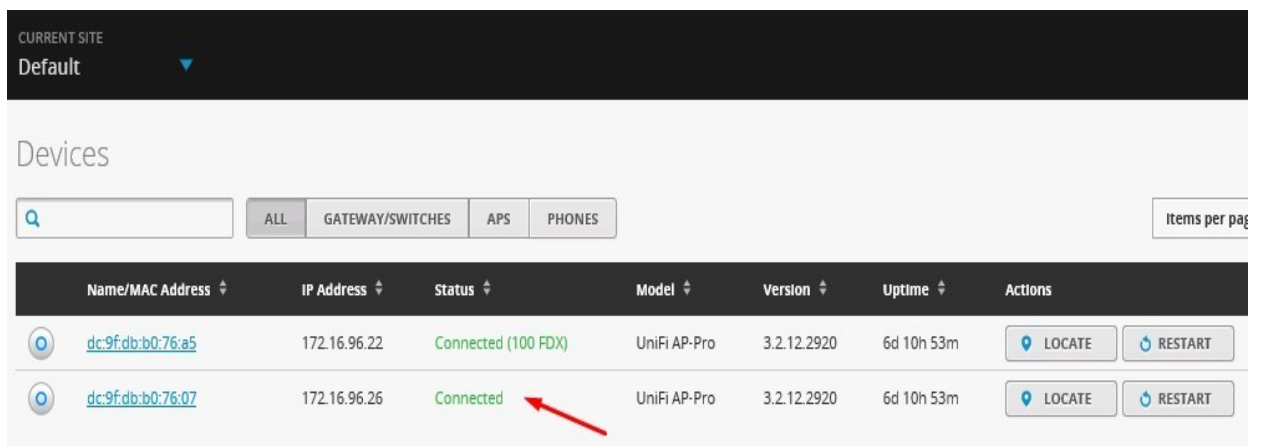 CURRENT SITE
Default
Devices
ALL GATEWAY/SWITCHES APS PHONES Items per pag
Name/MAC Address IP Address Status Model Version Uptime Actions
dc:9f:db:b0:76:a5 172.16.96.22 Connected (100 FDX) UniFi AP-Pro 3.2.12.2920 6d 10h 53m LOCATE RESTART
dc:9f:db:b0:76:07 172.16.96.26 Connected UniFi AP-Pro 3.2.12.2920 6d 10h 53m LOCATE RESTART